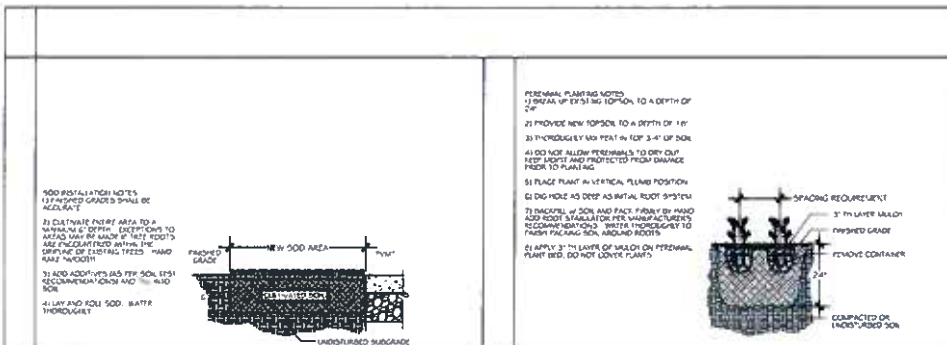 SOD INSTALLATION NOTES
1) FINISHED GRADES SHALL BE
ACCURATE
2) CULTIVATE ENTIRE AREA TO A
MINIMUM 6" DEPTH. EXCEPTIONS TO
AREAS MAY BE MADE IF TREE ROOTS
ARE ENCOUNTERED WITHIN THE
DRIPLINE OF EXISTING TREES. HAND
RAKE SMOOTH
3) ADD ADDITIVES (AS PER SOIL TEST
RECOMMENDATIONS) AND TILL INTO
SOIL
4) LAY AND ROLL SOD. WATER
THOROUGHLY
FINISHED
GRADE
NEW SOD AREA
6"
CULTIVATED SOIL
UNDISTURBED SUBGRADE
PERENNIAL PLANTING NOTES
1) BREAK UP EXISTING TOPSOIL TO A DEPTH OF
24"
2) PROVIDE NEW TOPSOIL TO A DEPTH OF 18"
3) THOROUGHLY MIX PEAT IN TOP 3-4" OF SOIL
4) DO NOT ALLOW PERENNIALS TO DRY OUT
KEEP MOIST AND PROTECTED FROM DAMAGE
PRIOR TO PLANTING
5) PLACE PLANT IN VERTICAL PLUMB POSITION
6) DIG HOLE AS DEEP AS INITIAL ROOT SYSTEM
7) BACKFILL w/ SOIL AND PACK FIRMLY BY HAND
ADD ROOT STIMULATOR PER MANUFACTURER'S
RECOMMENDATIONS. WATER THOROUGHLY TO
FINISH PACKING SOIL AROUND ROOTS
8) APPLY 3" TH LAYER OF MULCH ON PERENNIAL
PLANT BED, DO NOT COVER PLANTS
SPACING REQUIREMENT
3" TH LAYER MULCH
FINISHED GRADE
REMOVE CONTAINER
24"
COMPACTED OR
UNDISTURBED SOIL